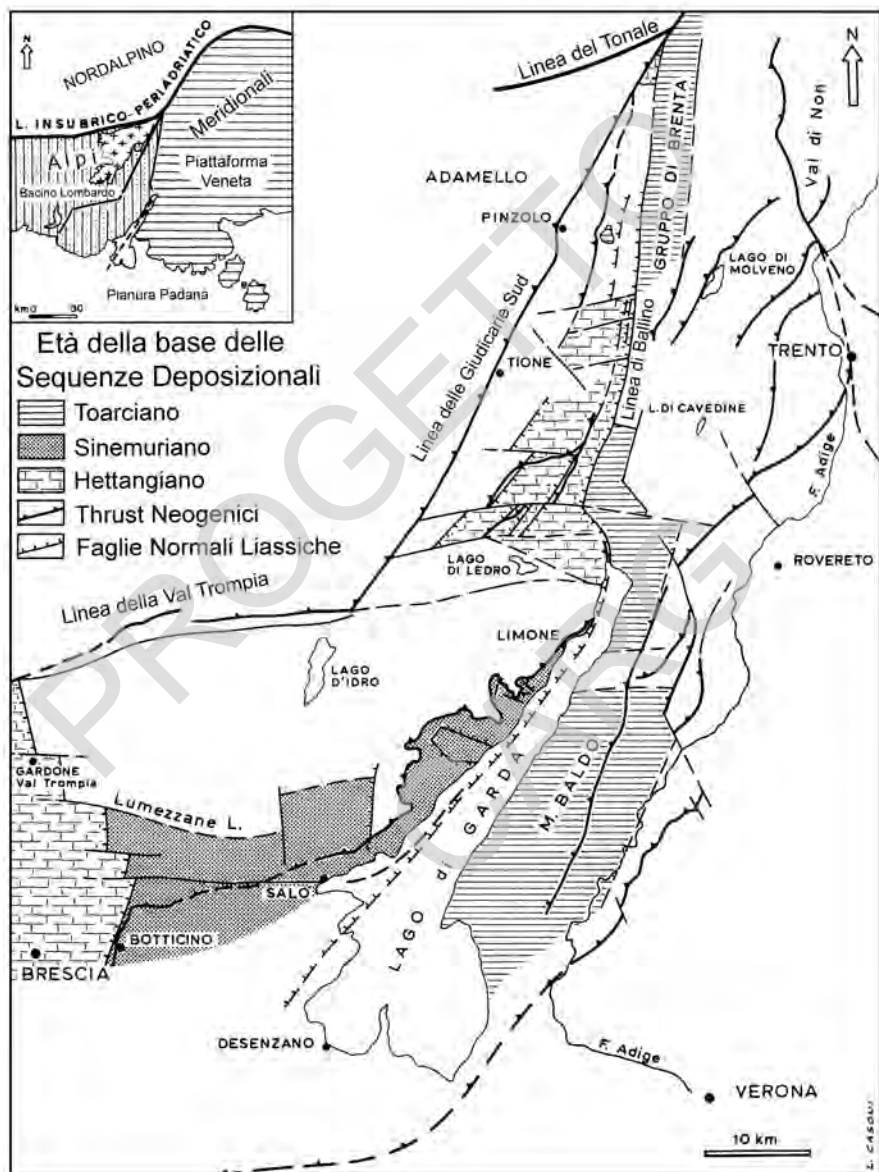 N
NORDALPINO
L. INSUBRICO-PERIADRIATICO
Meridionali
Alpi
Bacino Lombardo
Piattaforma
Veneta
Pianura Padana
km 0 50
Età della base delle
Sequenze Deposizionali
Toarciano
Sinemuriano
Hettangiano
Thrust Neogenici
Faglie Normali Liassiche
Linea del Tonale
N
Val di Non
ADAMELLO
GRUPPO DI BRENTA
PINZOLO
LAGO DI
MOLVENO
Linea delle Giudicarie Sud
Linea di Ballino
TIONE
TRENTO
L. DI CAVEDINE
F. Adige
LAGO
DI LEDRO
ROVERETO
Linea della Val Trompia
LIMONE
LAGO
D'IDRO
GARDONE
Val Trompia
Lumezzane L.
M. BALDO
LAGO di GARDA
SALO'
BOTTICINO
BRESCIA
DESENZANO
F. Adige
VERONA
10 km
L. CASONI
PROGETTO
CARG